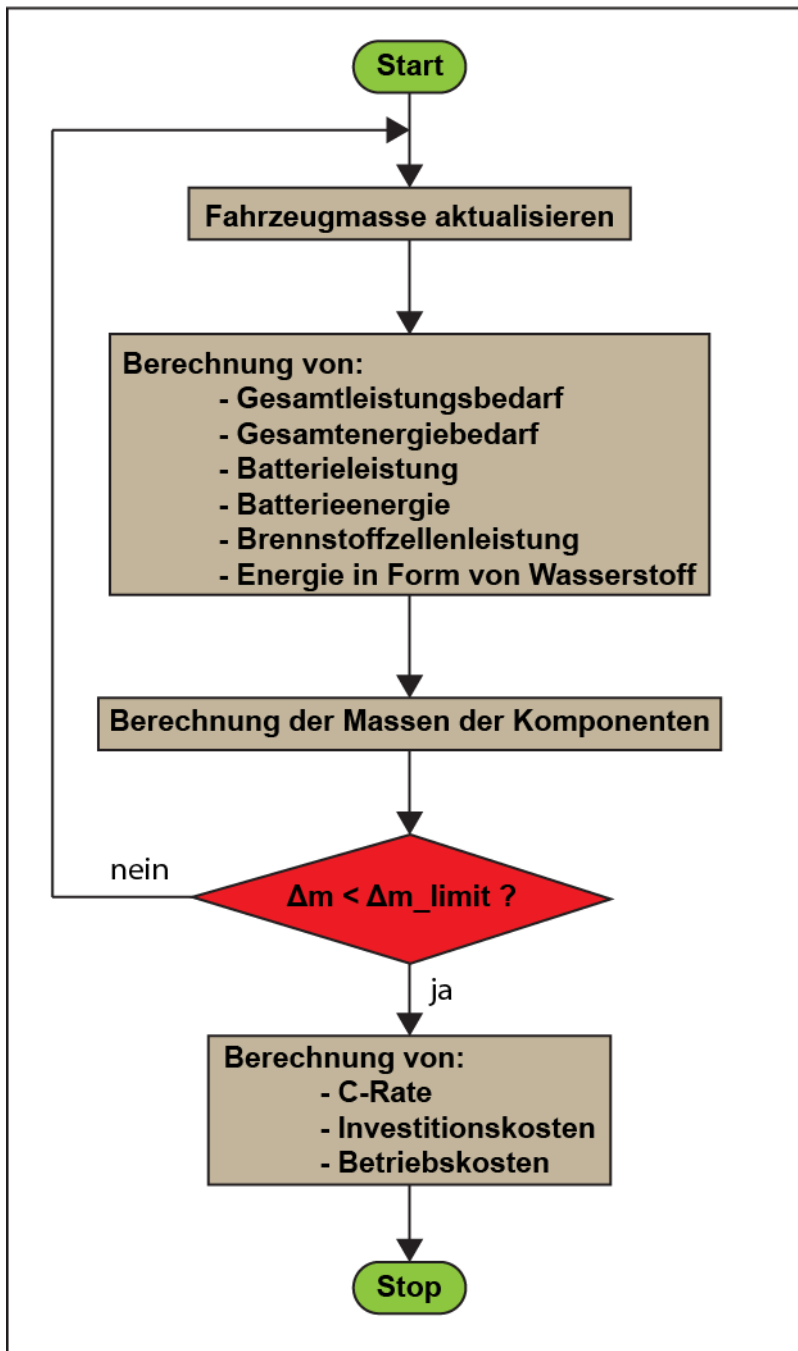 Start
Fahrzeugmasse aktualisieren
Berechnung von:
- Gesamtleistungsbedarf
- Gesamtenergiebedarf
- Batterieleistung
- Batterieenergie
- Brennstoffzellenleistung
- Energie in Form von Wasserstoff
Berechnung der Massen der Komponenten
nein
Δm < Δm_limit ?
ja
Berechnung von:
- C-Rate
- Investitionskosten
- Betriebskosten
Stop